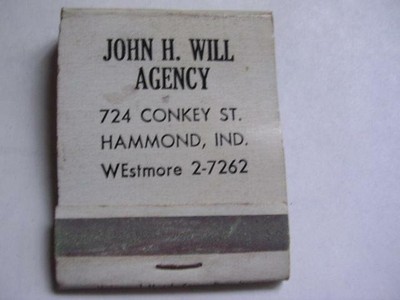 JOHN H. WILL
AGENCY
724 CONKEY ST.
HAMMOND, IND.
WEstmore 2-7262